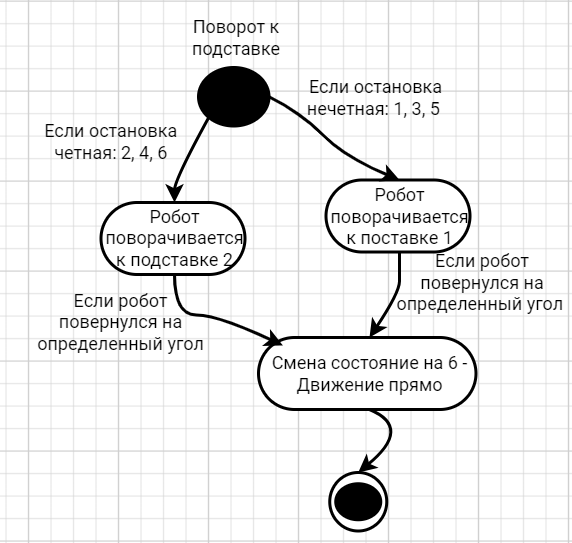 Поворот к
подставке
Если остановка
нечетная: 1, 3, 5
Если остановка
четная: 2, 4, 6
Робот
поворачивается
к поставке 1
Робот
поворачивается
к подставке 2
Если робот
повернулся на
определенный угол
Если робот
повернулся на
определенный угол
Смена состояние на 6 -
Движение прямо